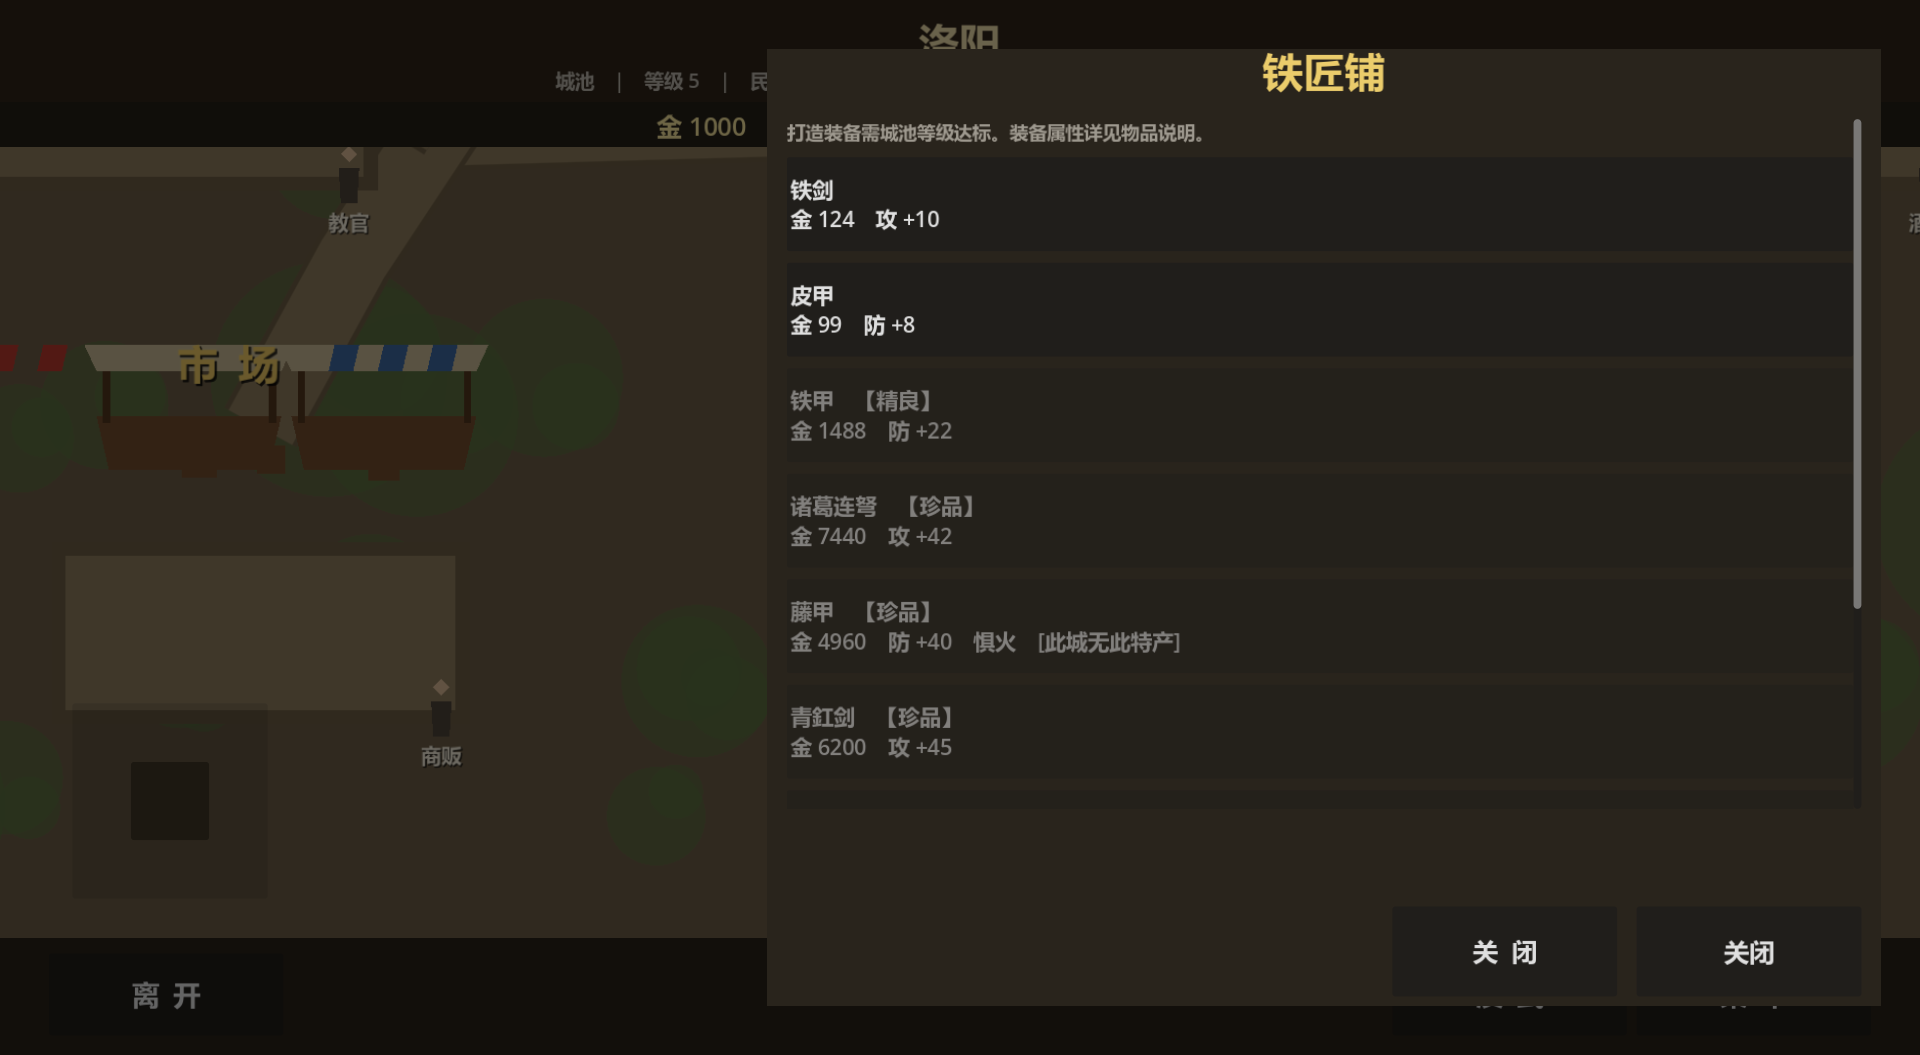 洛阳
城池 | 等级 5 | 民
金 1000
铁匠铺
打造装备需城池等级达标。装备属性详见物品说明。
铁剑
金 124 攻 +10
皮甲
金 99 防 +8
铁甲 【精良】
金 1488 防 +22
诸葛连弩 【珍品】
金 7440 攻 +42
藤甲 【珍品】
金 4960 防 +40 惧火 [此城无此特产]
青釭剑 【珍品】
金 6200 攻 +45
关 闭
关闭
教官
市 场
商贩
离 开